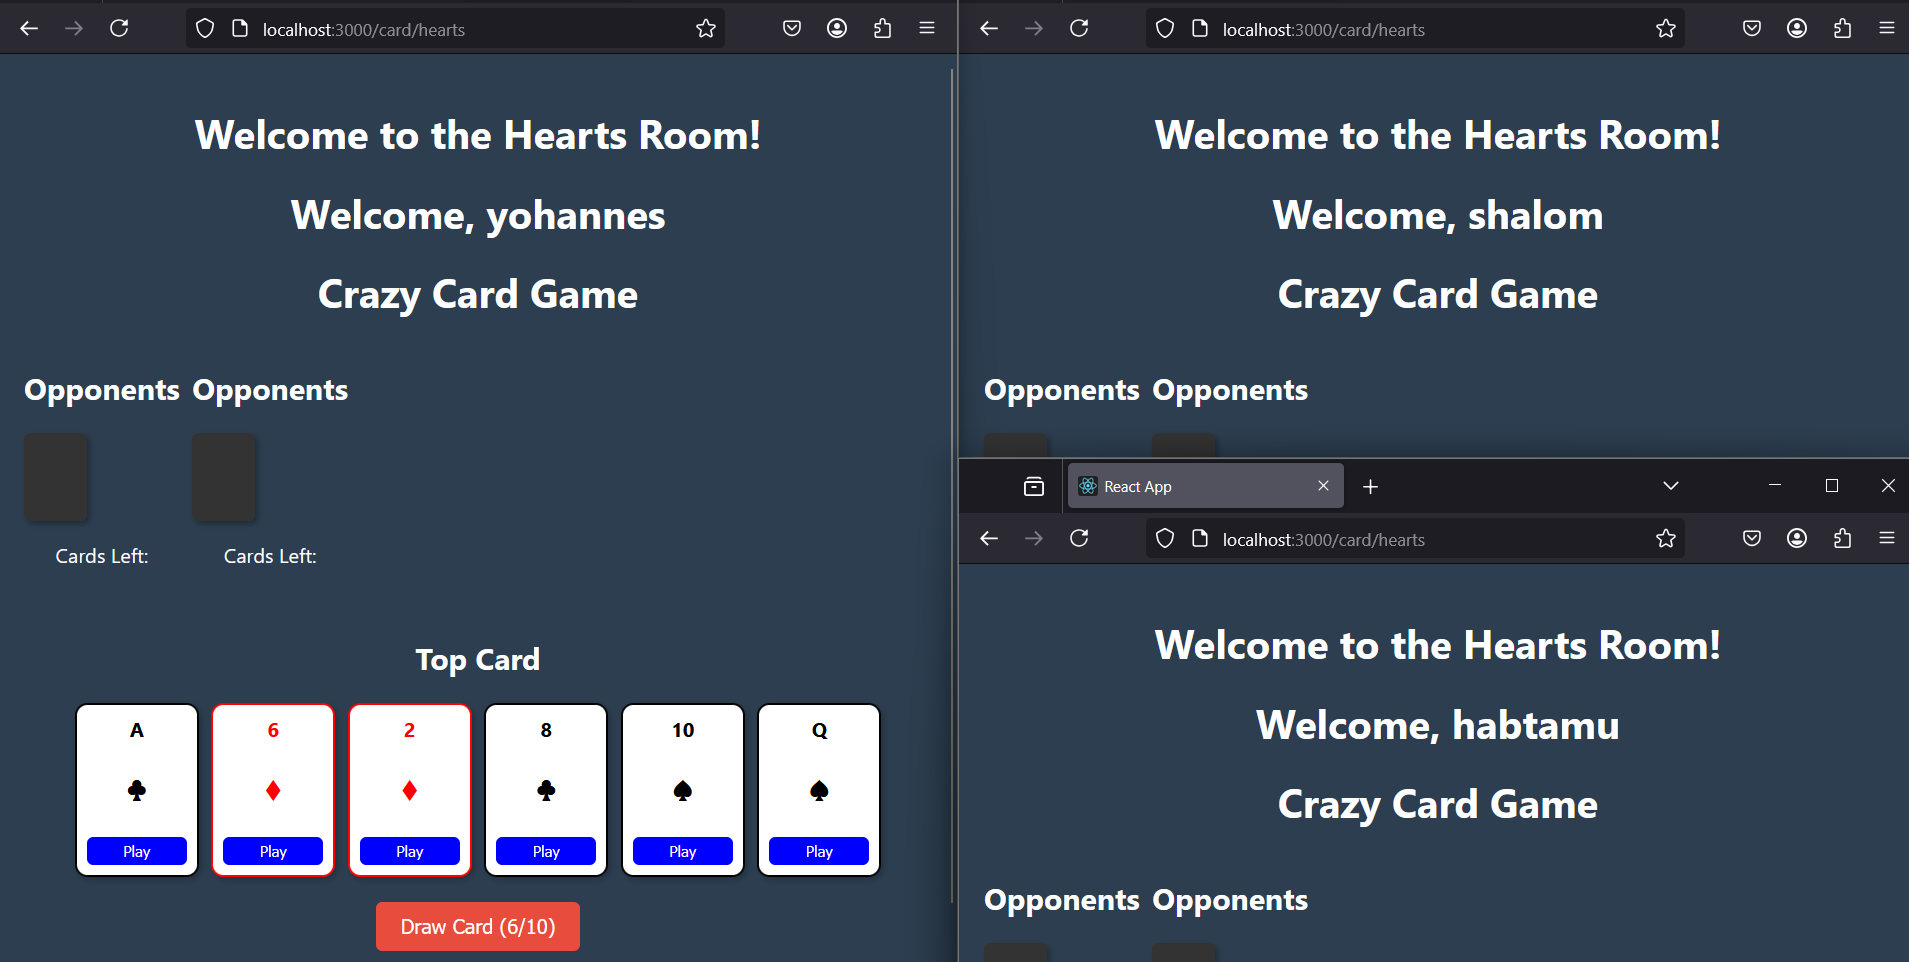 localhost:3000/card/hearts
Welcome to the Hearts Room!
Welcome, yohannes
Crazy Card Game
Opponents Opponents
Cards Left: Cards Left:
Top Card
A 6 2 8 10 Q
♣ ♦ ♦ ♣ ♠ ♠
Play Play Play Play Play Play
Draw Card (6/10)
localhost:3000/card/hearts
Welcome to the Hearts Room!
Welcome, shalom
Crazy Card Game
Opponents Opponents
React App
localhost:3000/card/hearts
Welcome to the Hearts Room!
Welcome, habtamu
Crazy Card Game
Opponents Opponents